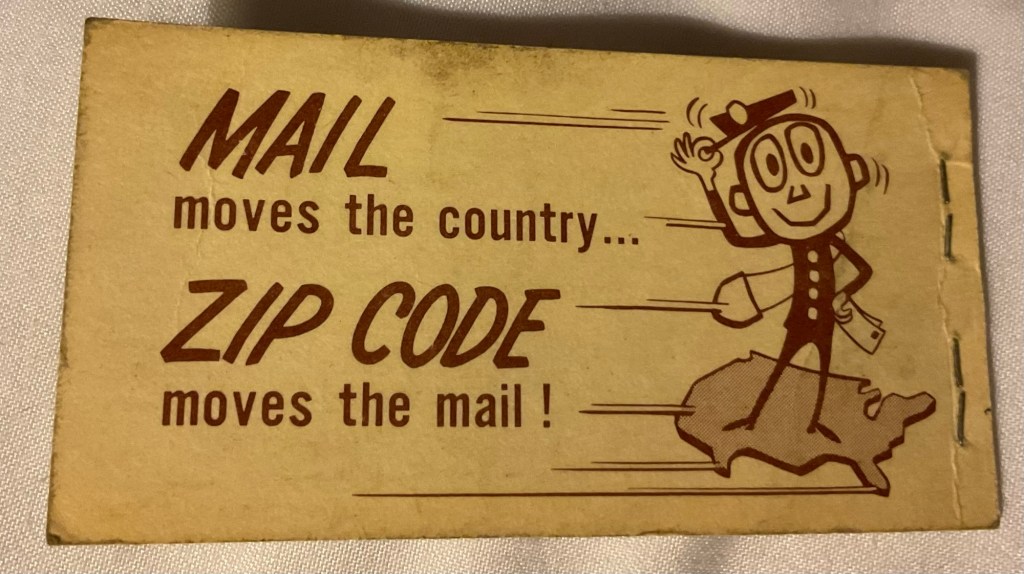 MAIL
moves the country...
ZIP CODE
moves the mail!